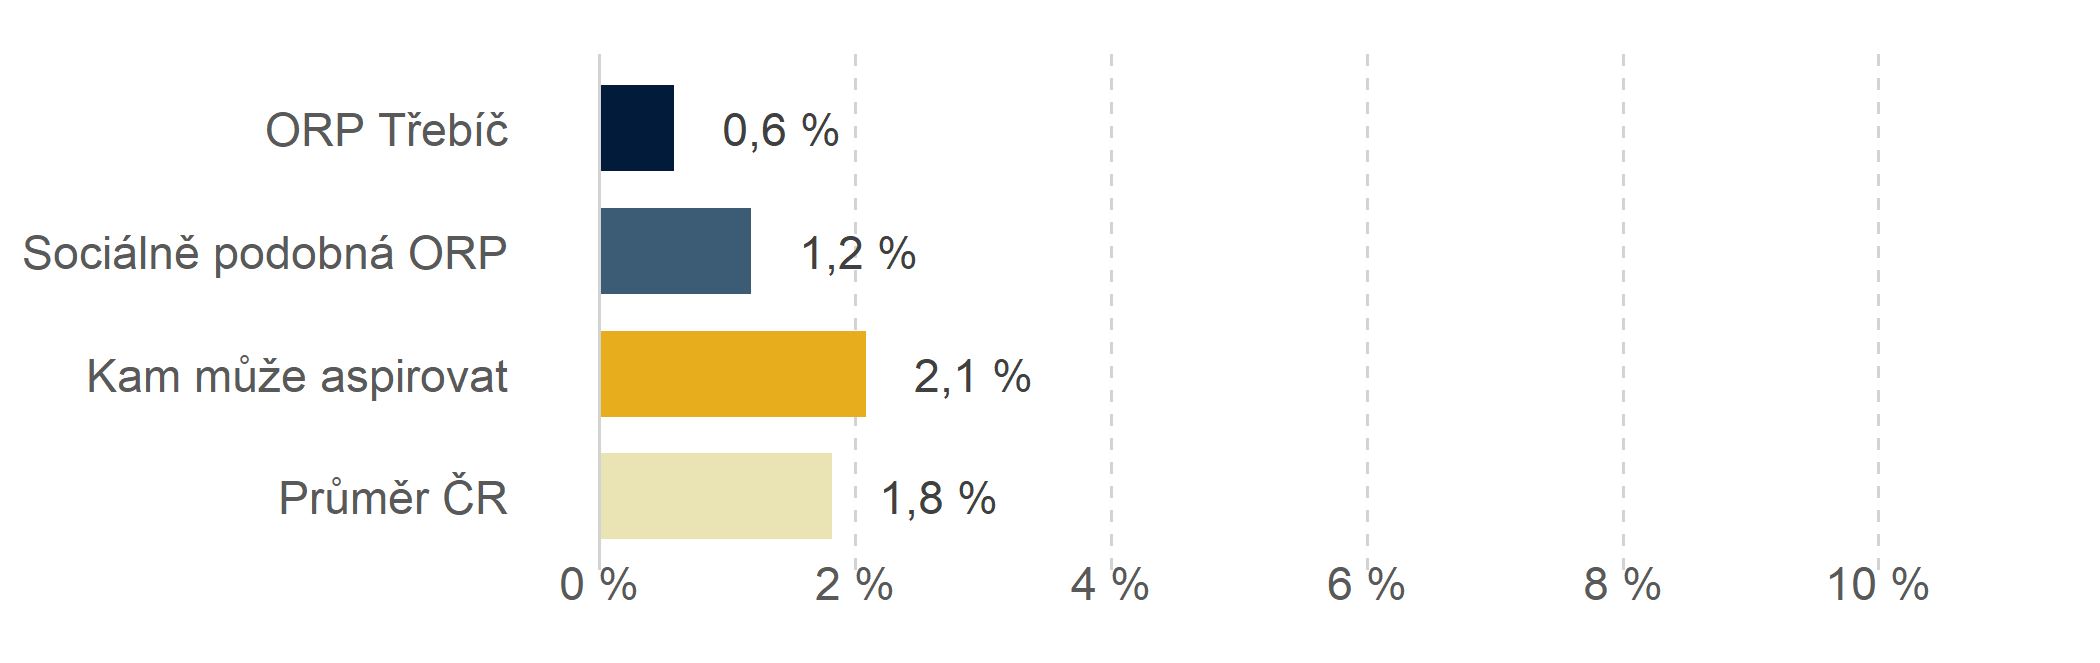 ORP Třebíč 0,6 %
Sociálně podobná ORP 1,2 %
Kam může aspirovat 2,1 %
Průměr ČR 1,8 %
0 % 2 % 4 % 6 % 8 % 10 %